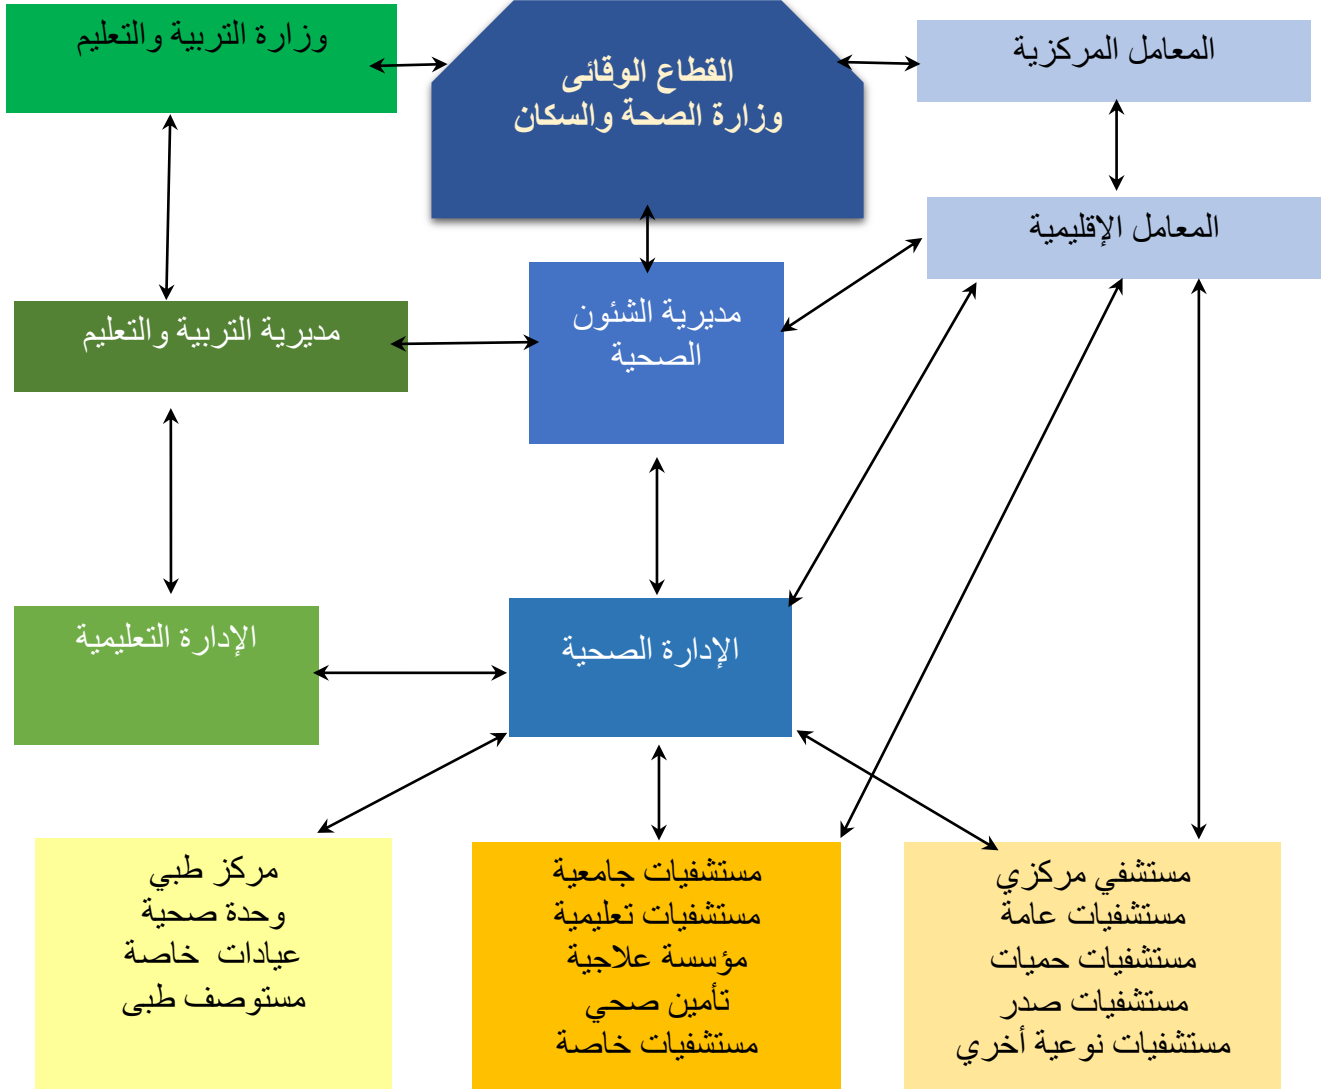 المعامل المركزية
القطاع الوقائى
وزارة الصحة والسكان
وزارة التربية والتعليم
المعامل الإقليمية
مديرية الشئون
الصحية
مديرية التربية والتعليم
الإدارة الصحية
الإدارة التعليمية
مستشفي مركزي
مستشفيات عامة
مستشفيات حميات
مستشفيات صدر
مستشفيات نوعية أخري
مستشفيات جامعية
مستشفيات تعليمية
مؤسسة علاجية
تأمين صحي
مستشفيات خاصة
مركز طبي
وحدة صحية
عيادات خاصة
مستوصف طبى